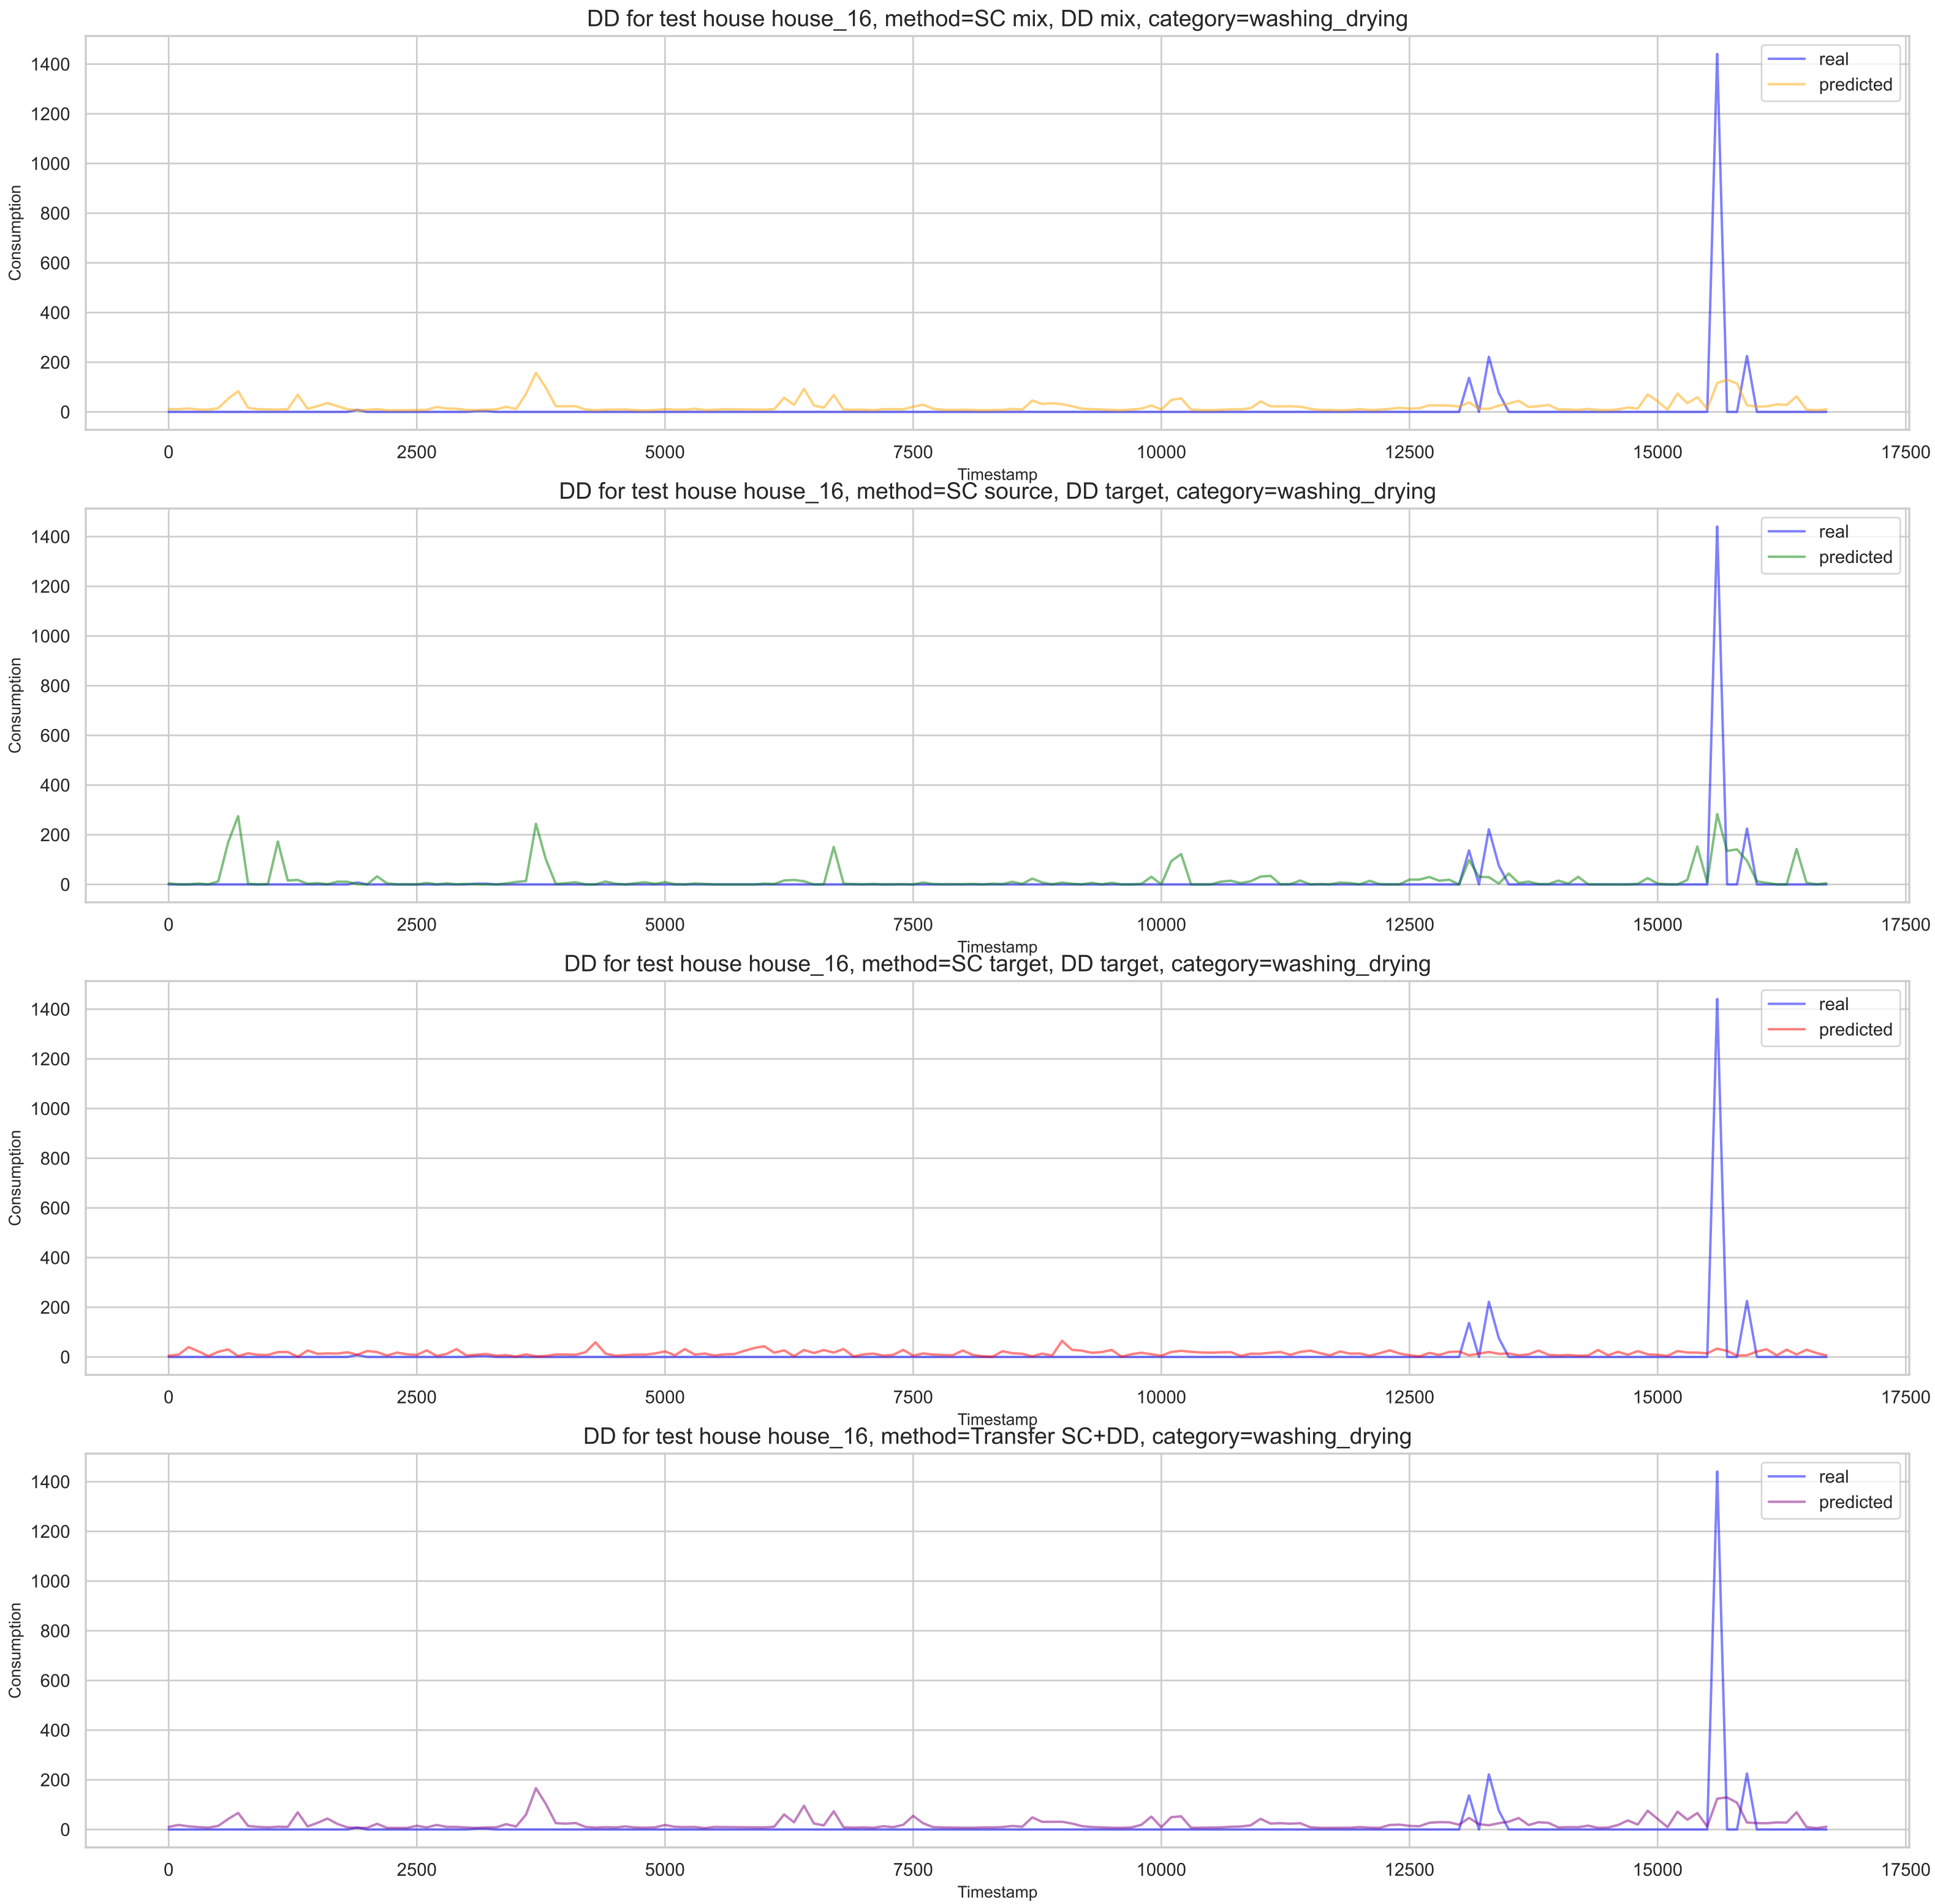 DD for test house house_16, method=SC mix, DD mix, category=washing_drying
real
predicted
1400
1200
1000
800
600
400
200
0
Consumption
0 2500 5000 7500 10000 12500 15000 17500
Timestamp
DD for test house house_16, method=SC source, DD target, category=washing_drying
real
predicted
1400
1200
1000
800
600
400
200
0
Consumption
0 2500 5000 7500 10000 12500 15000 17500
Timestamp
DD for test house house_16, method=SC target, DD target, category=washing_drying
real
predicted
1400
1200
1000
800
600
400
200
0
Consumption
0 2500 5000 7500 10000 12500 15000 17500
Timestamp
DD for test house house_16, method=Transfer SC+DD, category=washing_drying
real
predicted
1400
1200
1000
800
600
400
200
0
Consumption
0 2500 5000 7500 10000 12500 15000 17500
Timestamp